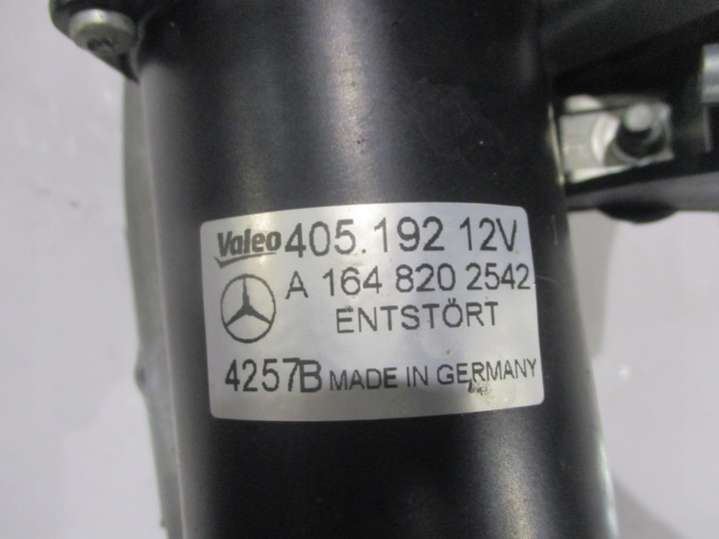 Valeo 405.192 12V
A 164 820 2542
ENTSTÖRT
4257B MADE IN GERMANY